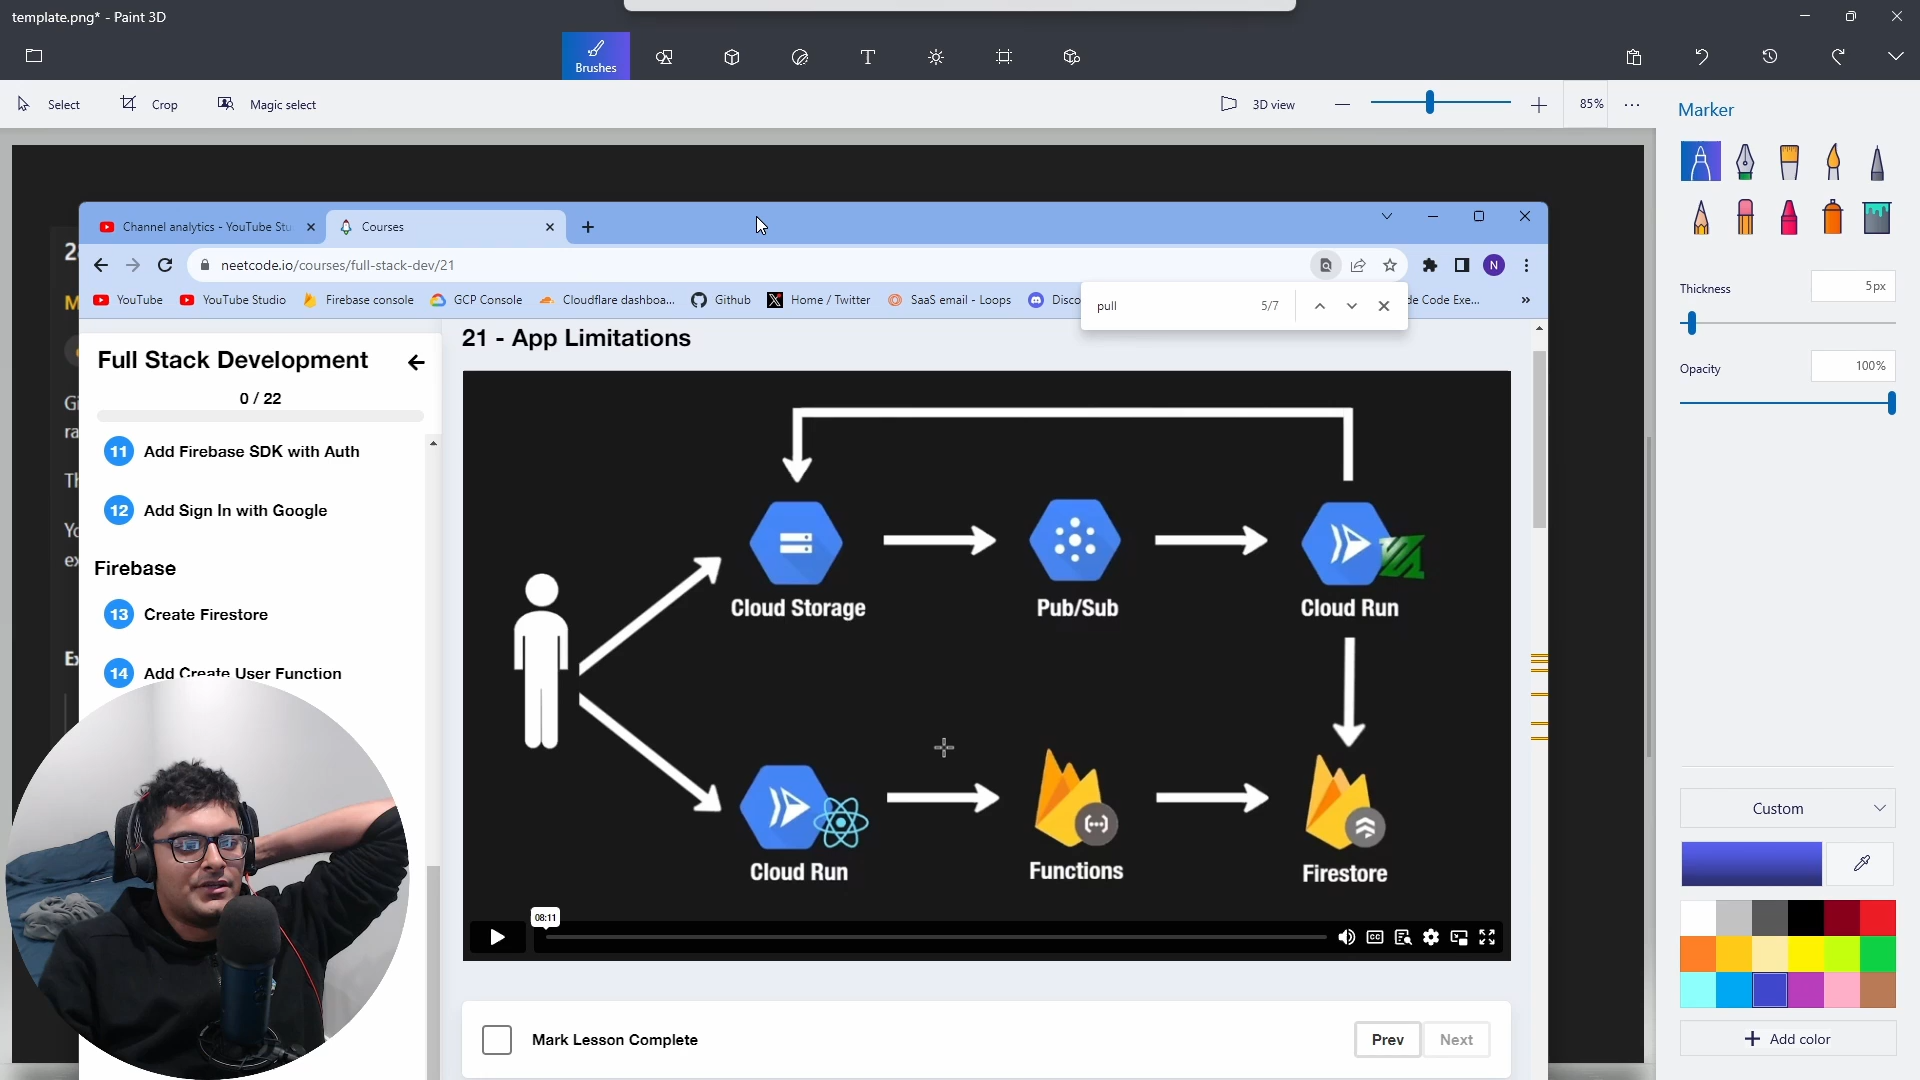 template.png* - Paint 3D
Brushes
Select
Crop
Magic select
3D view
85%
Marker
Thickness
5px
Opacity
100%
Custom
Add color
Channel analytics - YouTube Stu
Courses
neetcode.io/courses/full-stack-dev/21
N
YouTube
YouTube Studio
Firebase console
GCP Console
Cloudflare dashboa...
Github
Home / Twitter
SaaS email - Loops
Disco
de Code Exe...
»
pull
5/7
Full Stack Development
0 / 22
11 Add Firebase SDK with Auth
12 Add Sign In with Google
Firebase
13 Create Firestore
14 Add Create User Function
21 - App Limitations
Cloud Storage
Pub/Sub
Cloud Run
Cloud Run
Functions
Firestore
08:11
CC
Mark Lesson Complete
Prev
Next